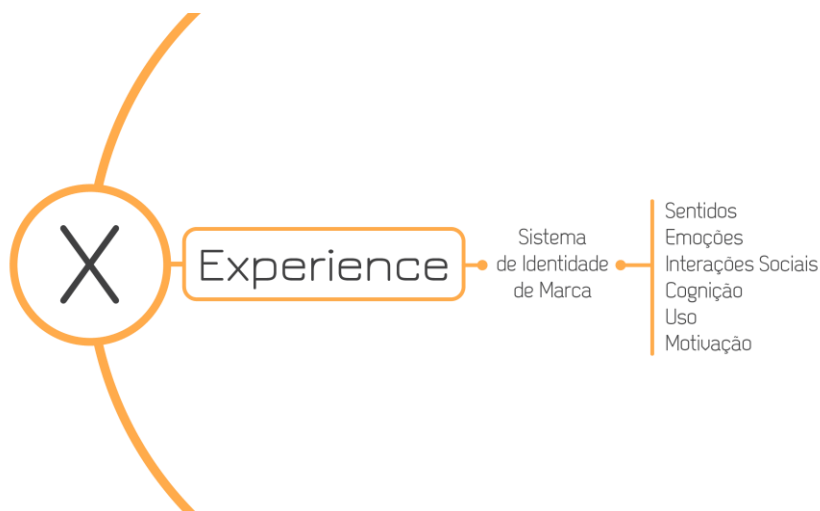 X
Experience
Sistema
de Identidade
de Marca
Sentidos
Emoções
Interações Sociais
Cognição
Uso
Motivação